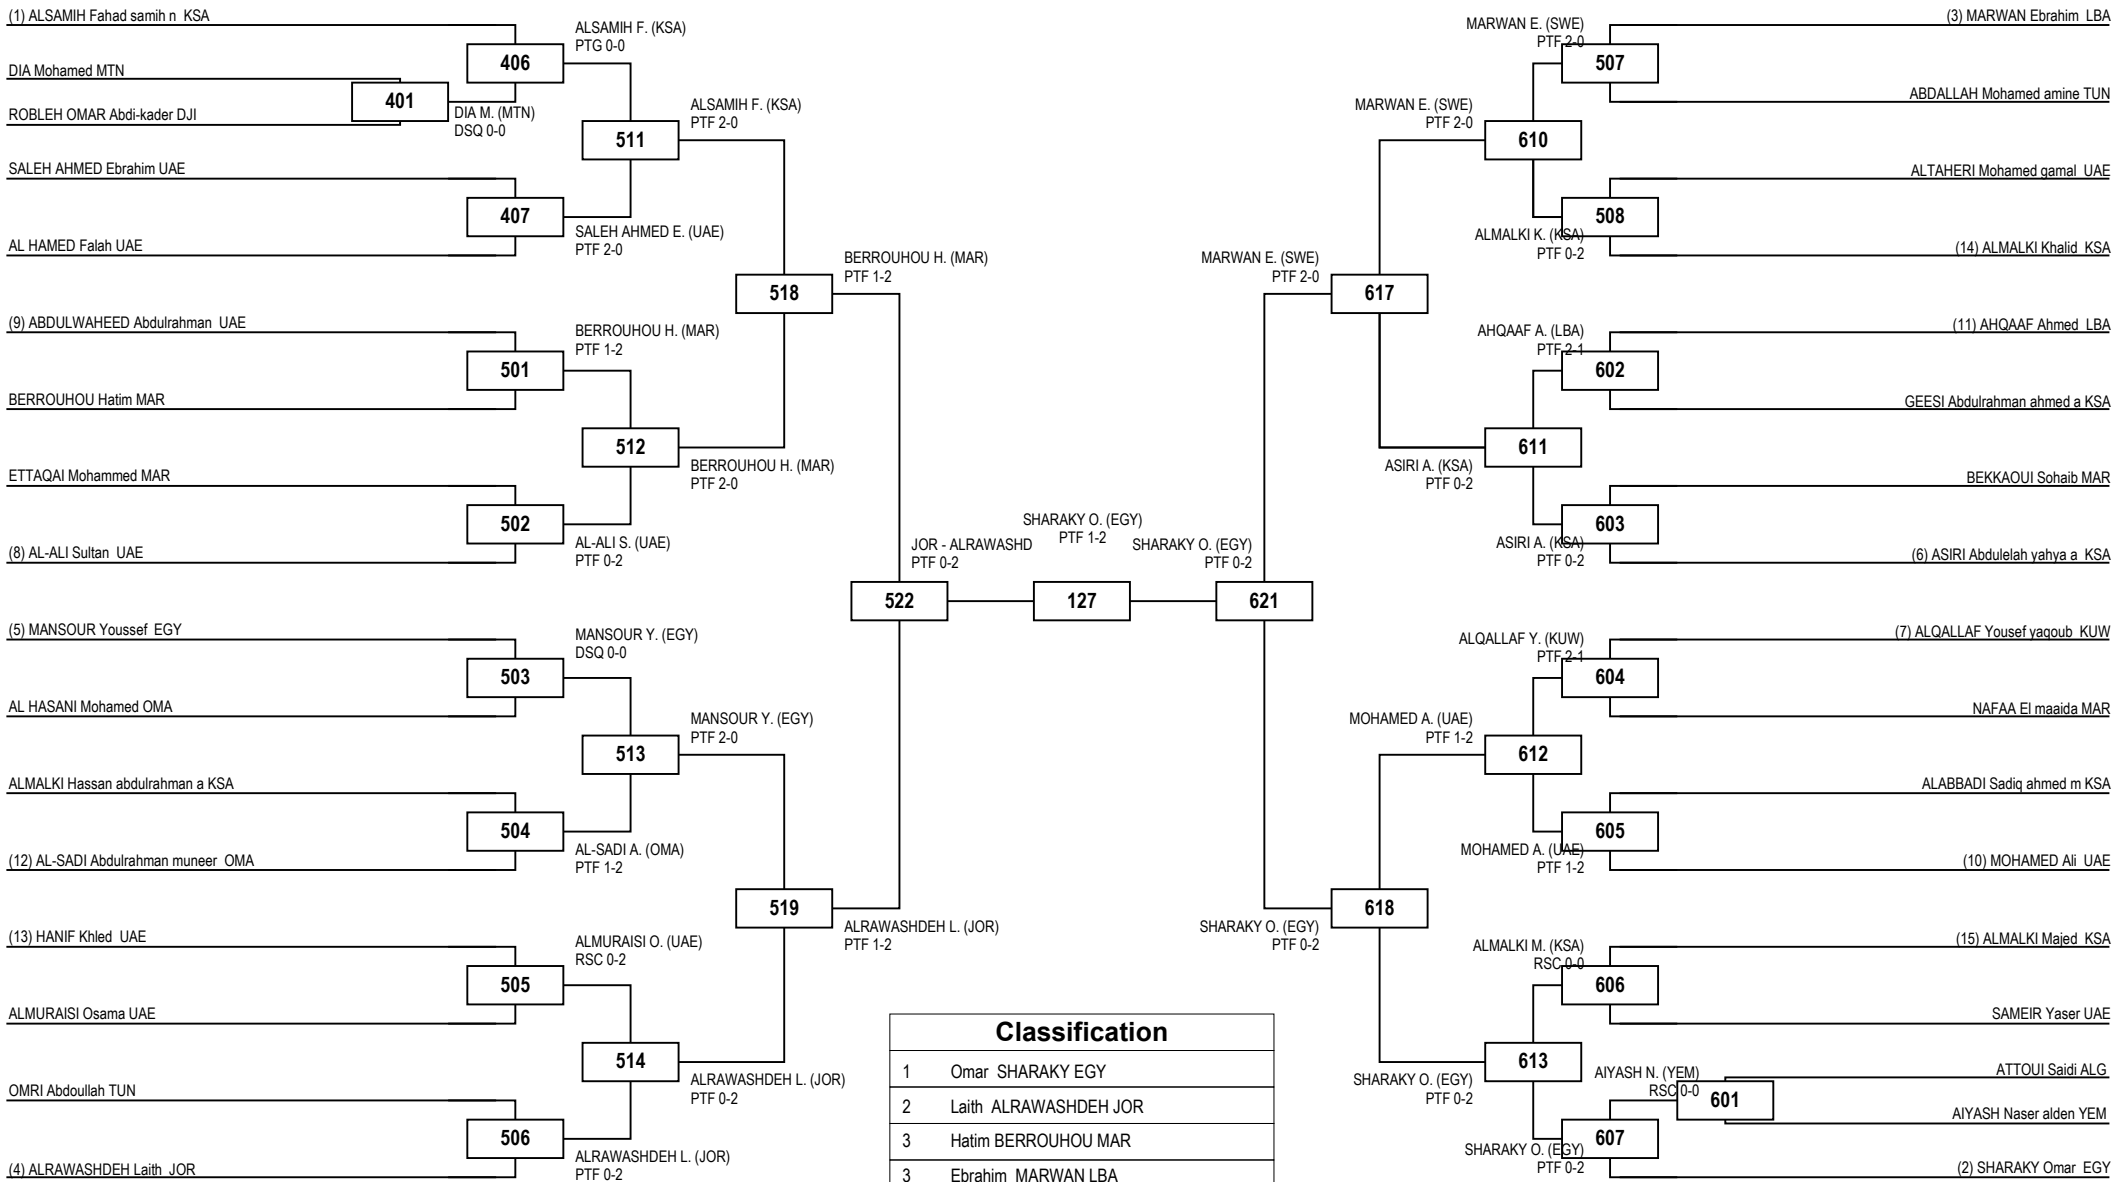 (1) ALSAMIH Fahad samih n KSA
DIA Mohamed MTN
ROBLEH OMAR Abdi-kader DJI
SALEH AHMED Ebrahim UAE
AL HAMED Falah UAE
(9) ABDULWAHEED Abdulrahman UAE
BERROUHOU Hatim MAR
ETTAQAI Mohammed MAR
(8) AL-ALI Sultan UAE
(5) MANSOUR Youssef EGY
AL HASANI Mohamed OMA
ALMALKI Hassan abdulrahman a KSA
(12) AL-SADI Abdulrahman muneer OMA
(13) HANIF Khled UAE
ALMURAISI Osama UAE
OMRI Abdoullah TUN
(4) ALRAWASHDEH Laith JOR
401
DIA M. (MTN)
DSQ 0-0
406
ALSAMIH F. (KSA)
PTG 0-0
407
SALEH AHMED E. (UAE)
PTF 2-0
501
BERROUHOU H. (MAR)
PTF 1-2
502
AL-ALI S. (UAE)
PTF 0-2
503
MANSOUR Y. (EGY)
DSQ 0-0
504
AL-SADI A. (OMA)
PTF 1-2
505
ALMURAISI O. (UAE)
RSC 0-2
506
ALRAWASHDEH L. (JOR)
PTF 0-2
511
ALSAMIH F. (KSA)
PTF 2-0
512
BERROUHOU H. (MAR)
PTF 2-0
513
MANSOUR Y. (EGY)
PTF 2-0
514
ALRAWASHDEH L. (JOR)
PTF 0-2
518
BERROUHOU H. (MAR)
PTF 1-2
519
ALRAWASHDEH L. (JOR)
PTF 1-2
522
JOR - ALRAWASHD
PTF 0-2
127
SHARAKY O. (EGY)
PTF 1-2
621
SHARAKY O. (EGY)
PTF 0-2
617
MARWAN E. (SWE)
PTF 2-0
618
SHARAKY O. (EGY)
PTF 0-2
610
MARWAN E. (SWE)
PTF 2-0
611
ASIRI A. (KSA)
PTF 0-2
612
MOHAMED A. (UAE)
PTF 1-2
613
SHARAKY O. (EGY)
PTF 0-2
507
MARWAN E. (SWE)
PTF 2-0
508
ALMALKI K. (KSA)
PTF 0-2
602
AHQAAF A. (LBA)
PTF 2-1
603
ASIRI A. (KSA)
PTF 0-2
604
ALQALLAF Y. (KUW)
PTF 2-1
605
MOHAMED A. (UAE)
PTF 1-2
606
ALMALKI M. (KSA)
RSC 0-0
607
SHARAKY O. (EGY)
PTF 0-2
601
AIYASH N. (YEM)
RSC 0-0
(3) MARWAN Ebrahim LBA
ABDALLAH Mohamed amine TUN
ALTAHERI Mohamed gamal UAE
(14) ALMALKI Khalid KSA
(11) AHQAAF Ahmed LBA
GEESI Abdulrahman ahmed a KSA
BEKKAOUI Sohaib MAR
(6) ASIRI Abdulelah yahya a KSA
(7) ALQALLAF Yousef yaqoub KUW
NAFAA El maaida MAR
ALABBADI Sadiq ahmed m KSA
(10) MOHAMED Ali UAE
(15) ALMALKI Majed KSA
SAMEIR Yaser UAE
ATTOUI Saidi ALG
AIYASH Naser alden YEM
(2) SHARAKY Omar EGY
Classification
1 Omar SHARAKY EGY
2 Laith ALRAWASHDEH JOR
3 Hatim BERROUHOU MAR
3 Ebrahim MARWAN LBA